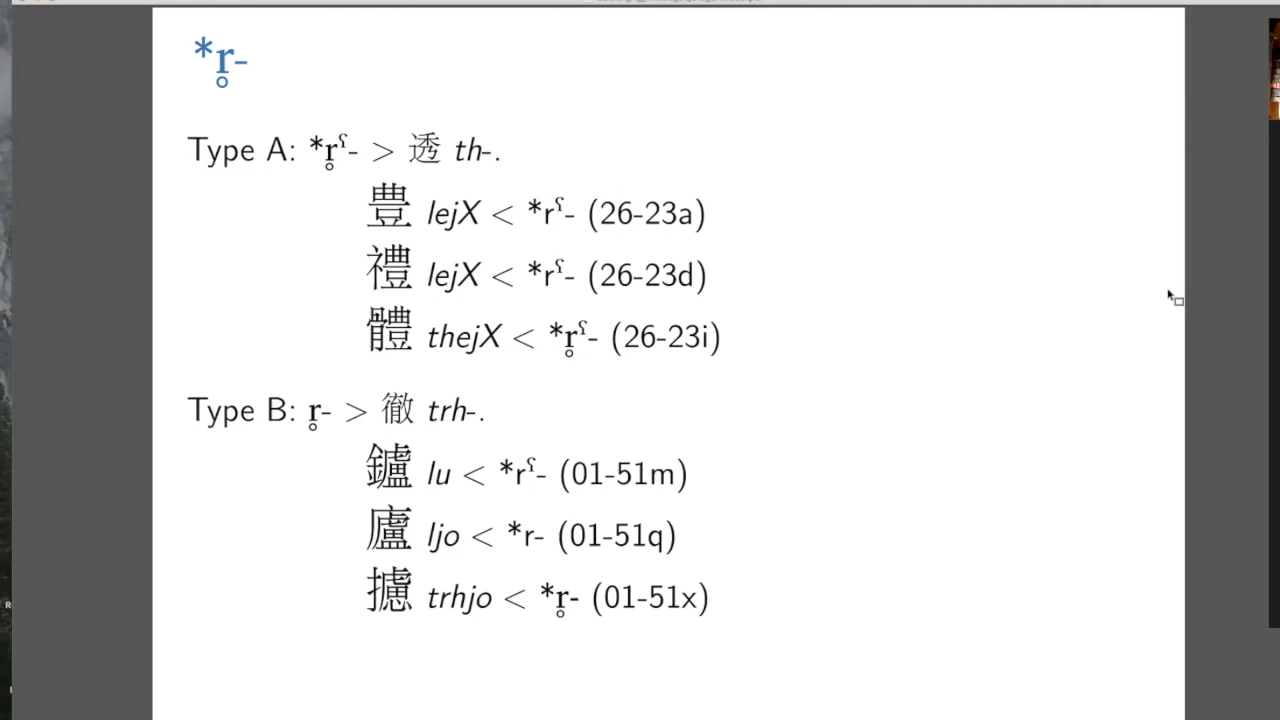 *r̥-
Type A: *r̥ˤ- > 透 th-.
豊 lejX < *rˤ- (26-23a)
禮 lejX < *rˤ- (26-23d)
體 thejX < *r̥ˤ- (26-23i)
Type B: r̥- > 徹 trh-.
鑪 lu < *rˤ- (01-51m)
廬 ljo < *r- (01-51q)
攄 trhjo < *r̥- (01-51x)